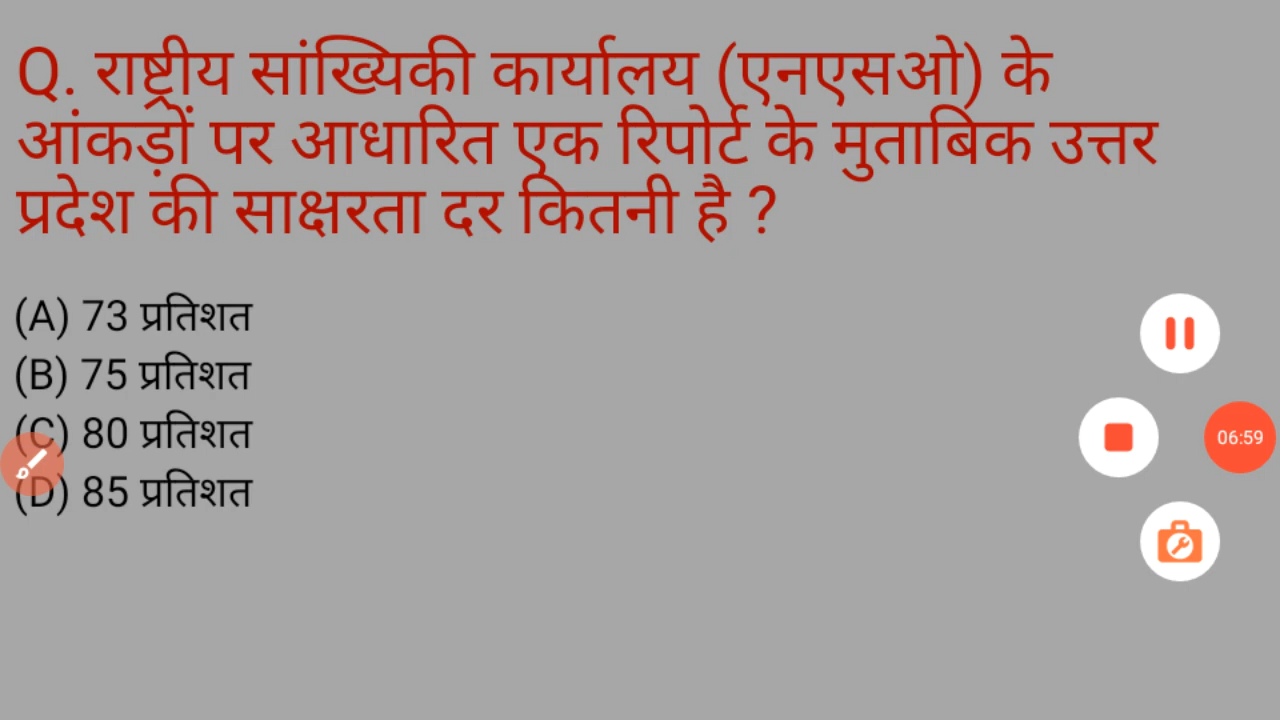 Q. राष्ट्रीय सांख्यिकी कार्यालय (एनएसओ) के
आंकड़ों पर आधारित एक रिपोर्ट के मुताबिक उत्तर
प्रदेश की साक्षरता दर कितनी है ?
(A) 73 प्रतिशत
(B) 75 प्रतिशत
(C) 80 प्रतिशत
(D) 85 प्रतिशत
06:59